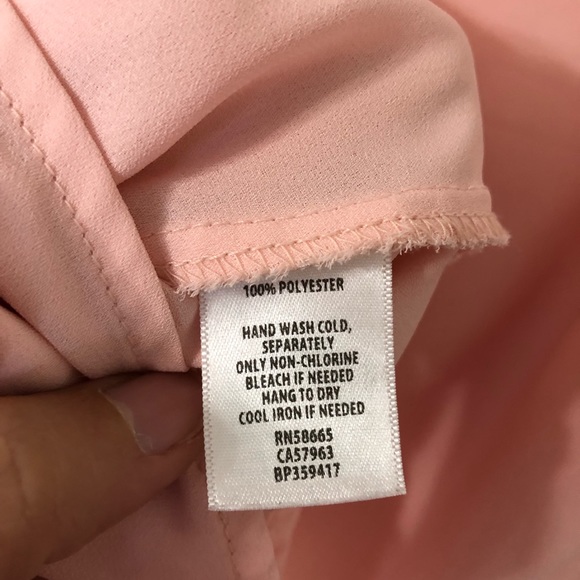 100% POLYESTER
HAND WASH COLD,
SEPARATELY
ONLY NON-CHLORINE
BLEACH IF NEEDED
HANG TO DRY
COOL IRON IF NEEDED
RN58665
CA57963
BP359417